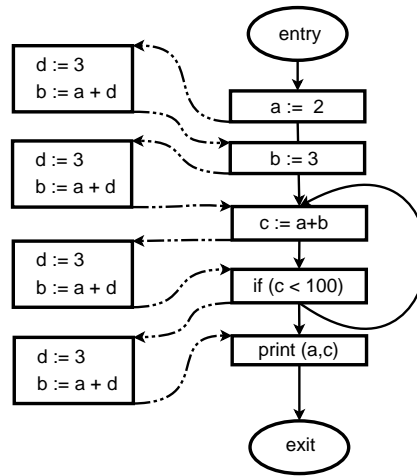 entry
d := 3
b := a + d
a := 2
b := 3
d := 3
b := a + d
c := a+b
d := 3
b := a + d
if (c < 100)
d := 3
b := a + d
print (a,c)
exit